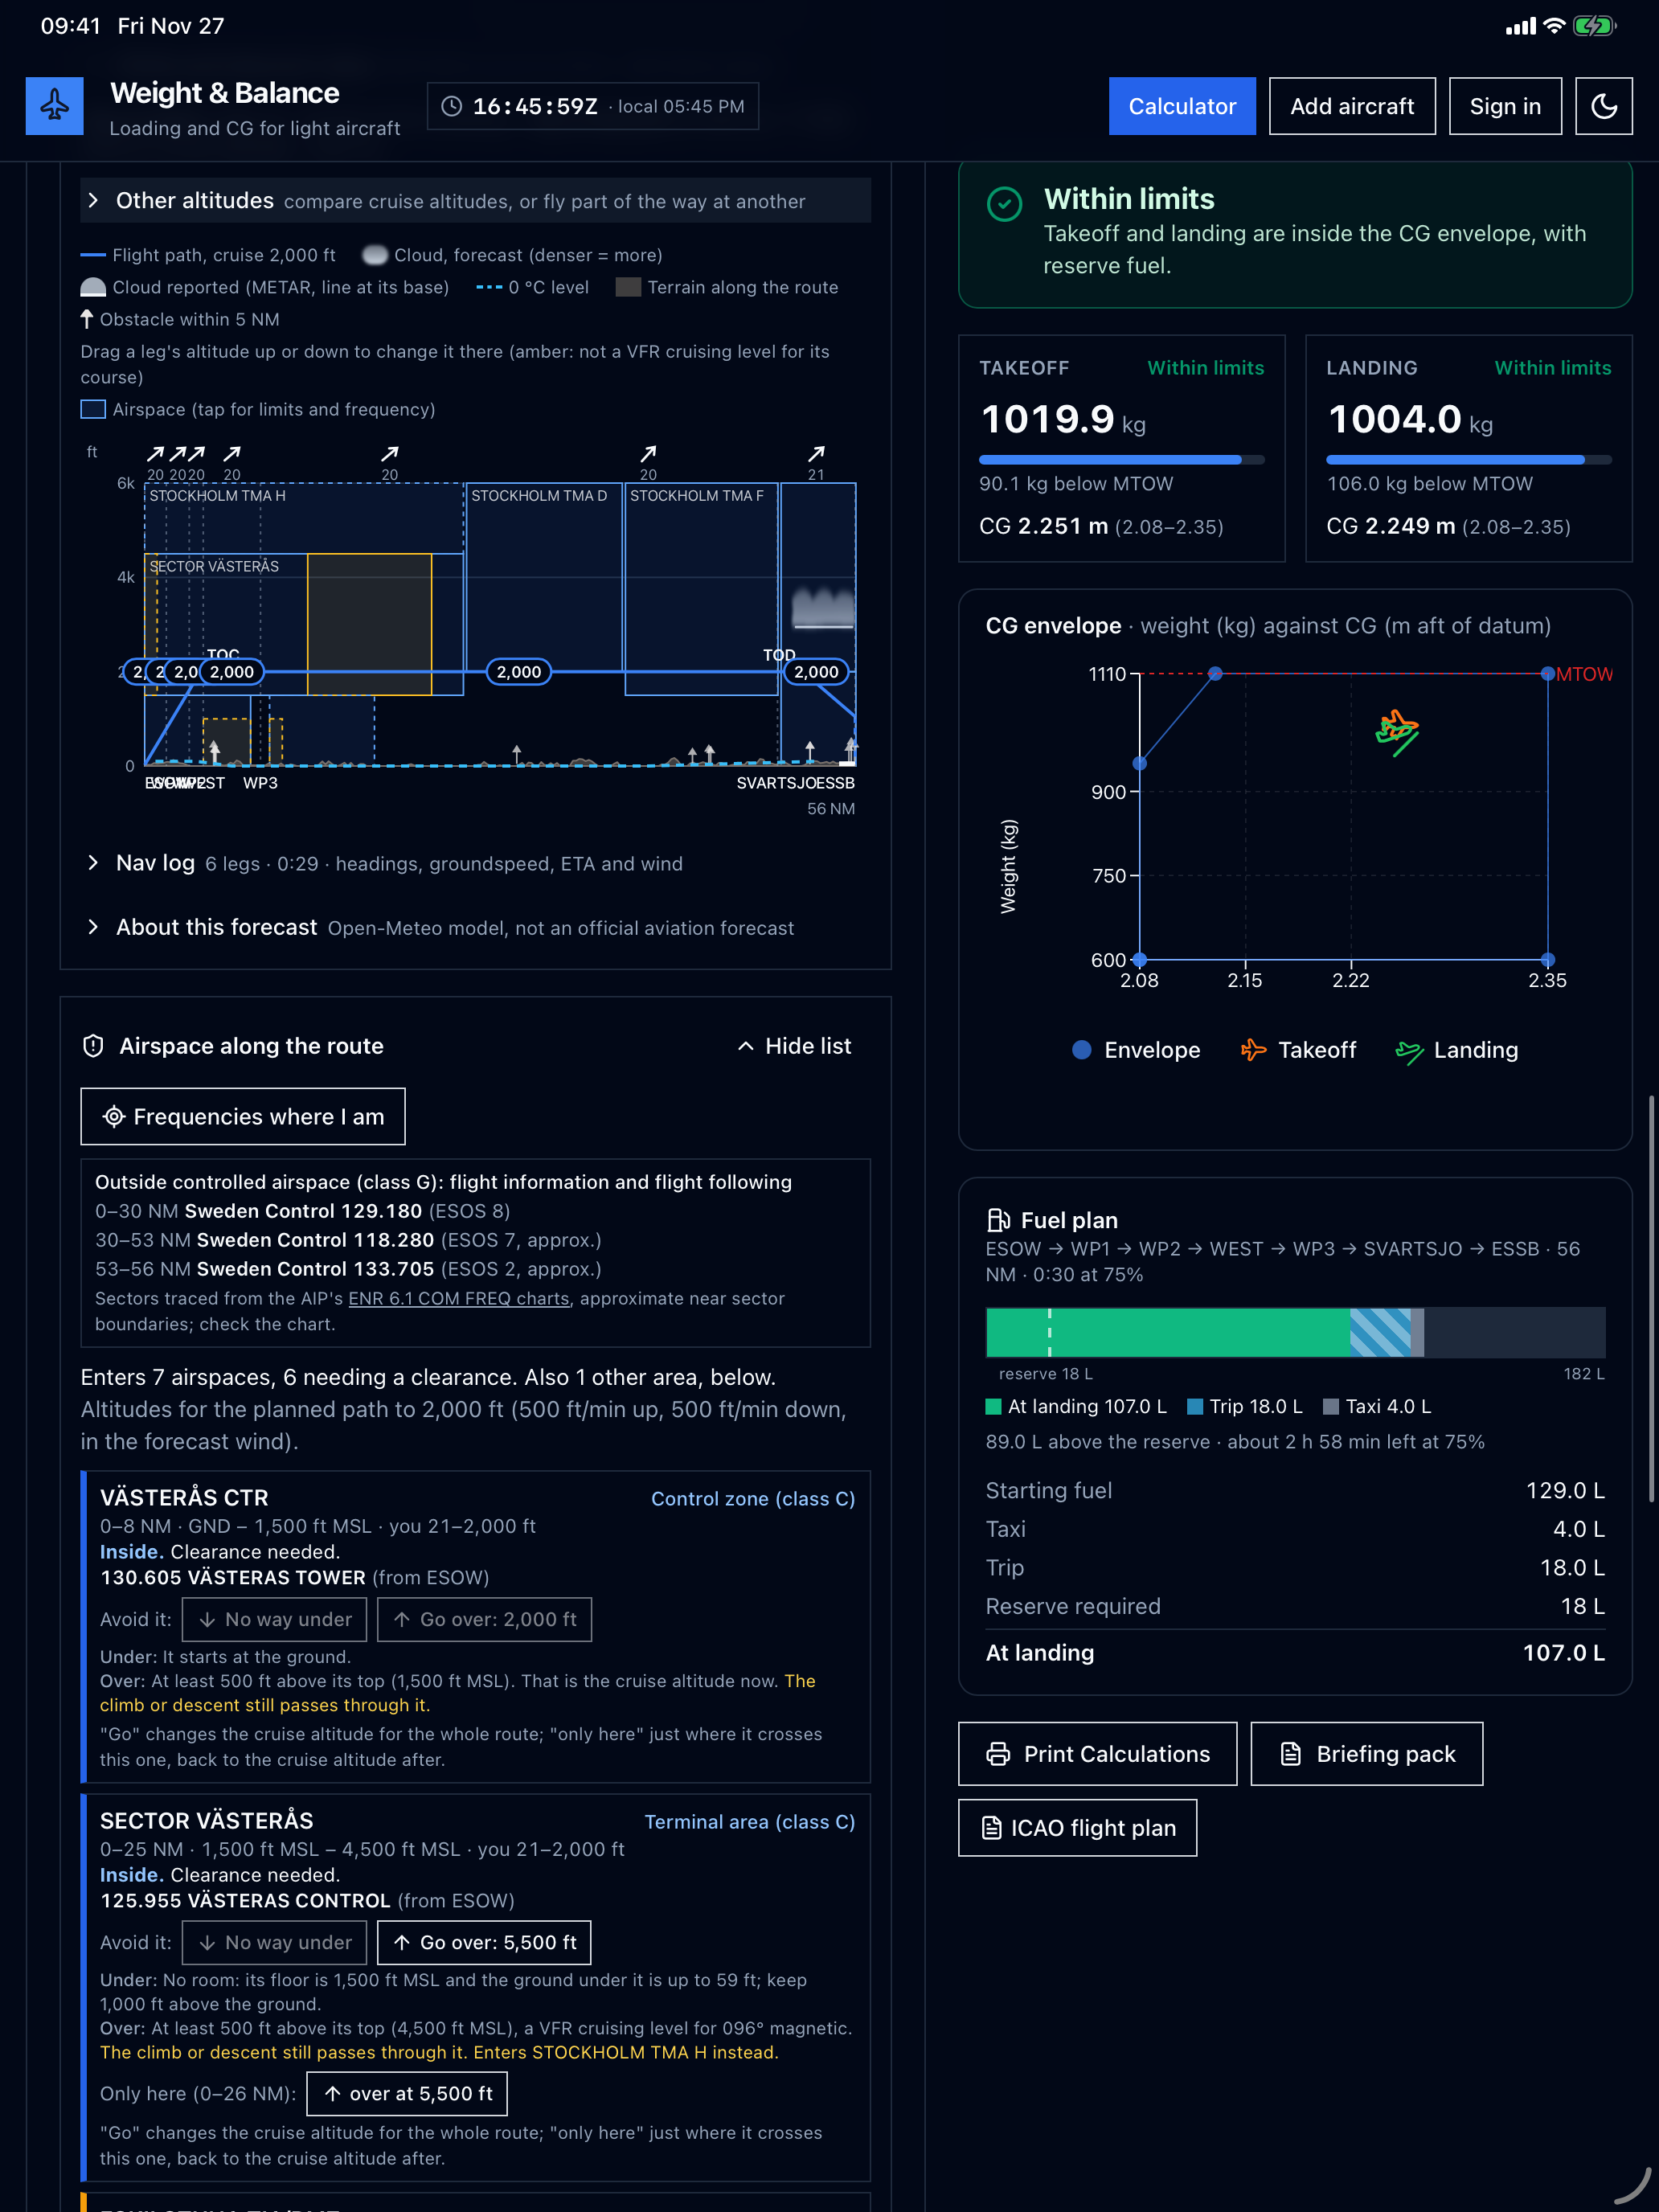 09:41 Fri Nov 27
Weight & Balance
Loading and CG for light aircraft
16:45:59Z · local 05:45 PM
Calculator
Add aircraft
Sign in
Other altitudes compare cruise altitudes, or fly part of the way at another
Flight path, cruise 2,000 ft
Cloud, forecast (denser = more)
Cloud reported (METAR, line at its base)
0 °C level
Terrain along the route
Obstacle within 5 NM
Drag a leg's altitude up or down to change it there (amber: not a VFR cruising level for its
course)
Airspace (tap for limits and frequency)
ft
20 20 20 20 20 20 21
6k
STOCKHOLM TMA H
STOCKHOLM TMA D
STOCKHOLM TMA F
SECTOR VÄSTERÅS
4k
TOC
TOD
2,0
2,000
2,000
2,000
0
WP3
SVARTSJO
ESSB
56 NM
Nav log 6 legs · 0:29 · headings, groundspeed, ETA and wind
About this forecast Open-Meteo model, not an official aviation forecast
Airspace along the route
Hide list
Frequencies where I am
Outside controlled airspace (class G): flight information and flight following
0–30 NM Sweden Control 129.180 (ESOS 8)
30–53 NM Sweden Control 118.280 (ESOS 7, approx.)
53–56 NM Sweden Control 133.705 (ESOS 2, approx.)
Sectors traced from the AIP's ENR 6.1 COM FREQ charts, approximate near sector
boundaries; check the chart.
Enters 7 airspaces, 6 needing a clearance. Also 1 other area, below.
Altitudes for the planned path to 2,000 ft (500 ft/min up, 500 ft/min down,
in the forecast wind).
VÄSTERÅS CTR
Control zone (class C)
0–8 NM · GND – 1,500 ft MSL · you 21–2,000 ft
Inside. Clearance needed.
130.605 VÄSTERAS TOWER (from ESOW)
Avoid it:
No way under
Go over: 2,000 ft
Under: It starts at the ground.
Over: At least 500 ft above its top (1,500 ft MSL). That is the cruise altitude now. The
climb or descent still passes through it.
"Go" changes the cruise altitude for the whole route; "only here" just where it crosses
this one, back to the cruise altitude after.
SECTOR VÄSTERÅS
Terminal area (class C)
0–25 NM · 1,500 ft MSL – 4,500 ft MSL · you 21–2,000 ft
Inside. Clearance needed.
125.955 VÄSTERAS CONTROL (from ESOW)
Avoid it:
No way under
Go over: 5,500 ft
Under: No room: its floor is 1,500 ft MSL and the ground under it is up to 59 ft; keep
1,000 ft above the ground.
Over: At least 500 ft above its top (4,500 ft MSL), a VFR cruising level for 096° magnetic.
The climb or descent still passes through it. Enters STOCKHOLM TMA H instead.
Only here (0–26 NM):
over at 5,500 ft
"Go" changes the cruise altitude for the whole route; "only here" just where it crosses
this one, back to the cruise altitude after.
Within limits
Takeoff and landing are inside the CG envelope, with
reserve fuel.
TAKEOFF
Within limits
1019.9 kg
90.1 kg below MTOW
CG 2.251 m (2.08–2.35)
LANDING
Within limits
1004.0 kg
106.0 kg below MTOW
CG 2.249 m (2.08–2.35)
CG envelope · weight (kg) against CG (m aft of datum)
1110
MTOW
900
750
600
Weight (kg)
2.08
2.15
2.22
2.35
Envelope
Takeoff
Landing
Fuel plan
ESOW → WP1 → WP2 → WEST → WP3 → SVARTSJO → ESSB · 56
NM · 0:30 at 75%
reserve 18 L
182 L
At landing 107.0 L
Trip 18.0 L
Taxi 4.0 L
89.0 L above the reserve · about 2 h 58 min left at 75%
Starting fuel 129.0 L
Taxi 4.0 L
Trip 18.0 L
Reserve required 18 L
At landing 107.0 L
Print Calculations
Briefing pack
ICAO flight plan